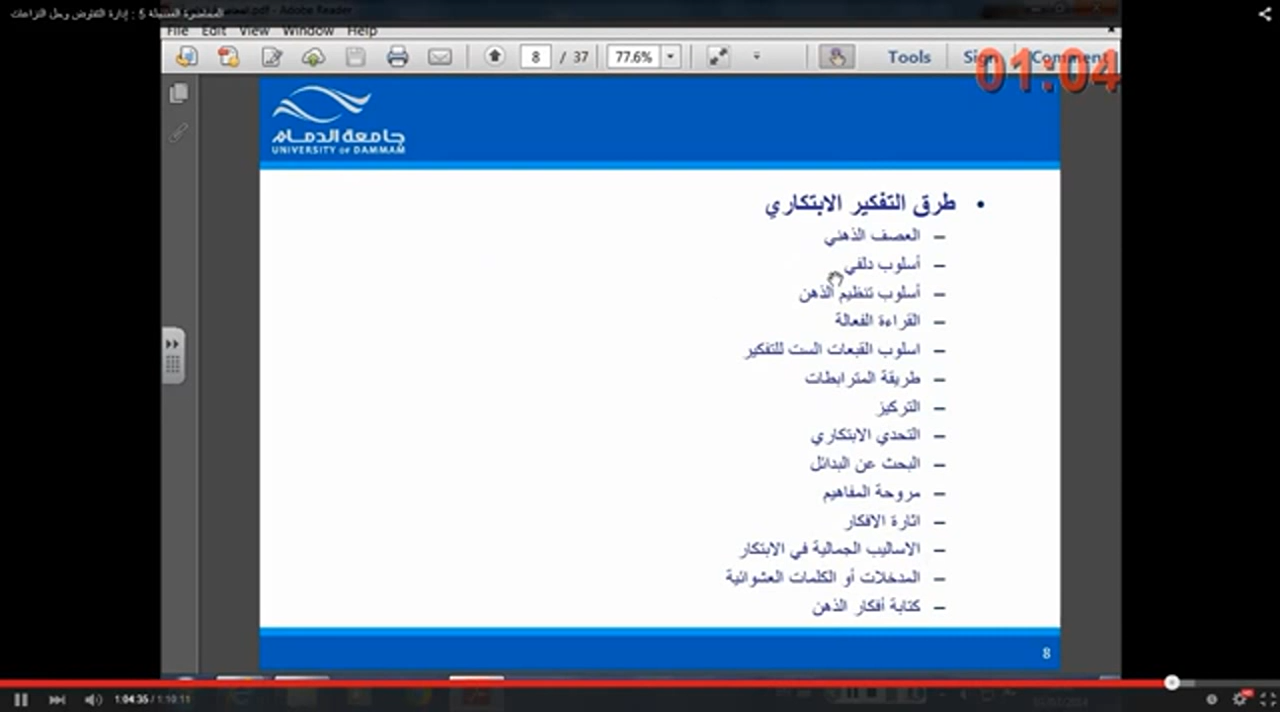 المحاضرة المسجلة 5 : إدارة التفاوض وحل النزاعات
.pdf - Adobe Reader
File Edit View Window Help
8 / 37 77.6% Tools Sign Comment
01:04
جامعة الدمام
UNIVERSITY OF DAMMAM
• طرق التفكير الابتكاري
– العصف الذهني
– أسلوب دلفي
– أسلوب تنظيم الذهن
– القراءة الفعالة
– اسلوب القبعات الست للتفكير
– طريقة المترابطات
– التركيز
– التحدي الابتكاري
– البحث عن البدائل
– مروحة المفاهيم
– اثارة الافكار
– الاساليب الجمالية في الابتكار
– المدخلات أو الكلمات العشوائية
– كتابة أفكار الذهن
8
1:04:35 / 1:10:11